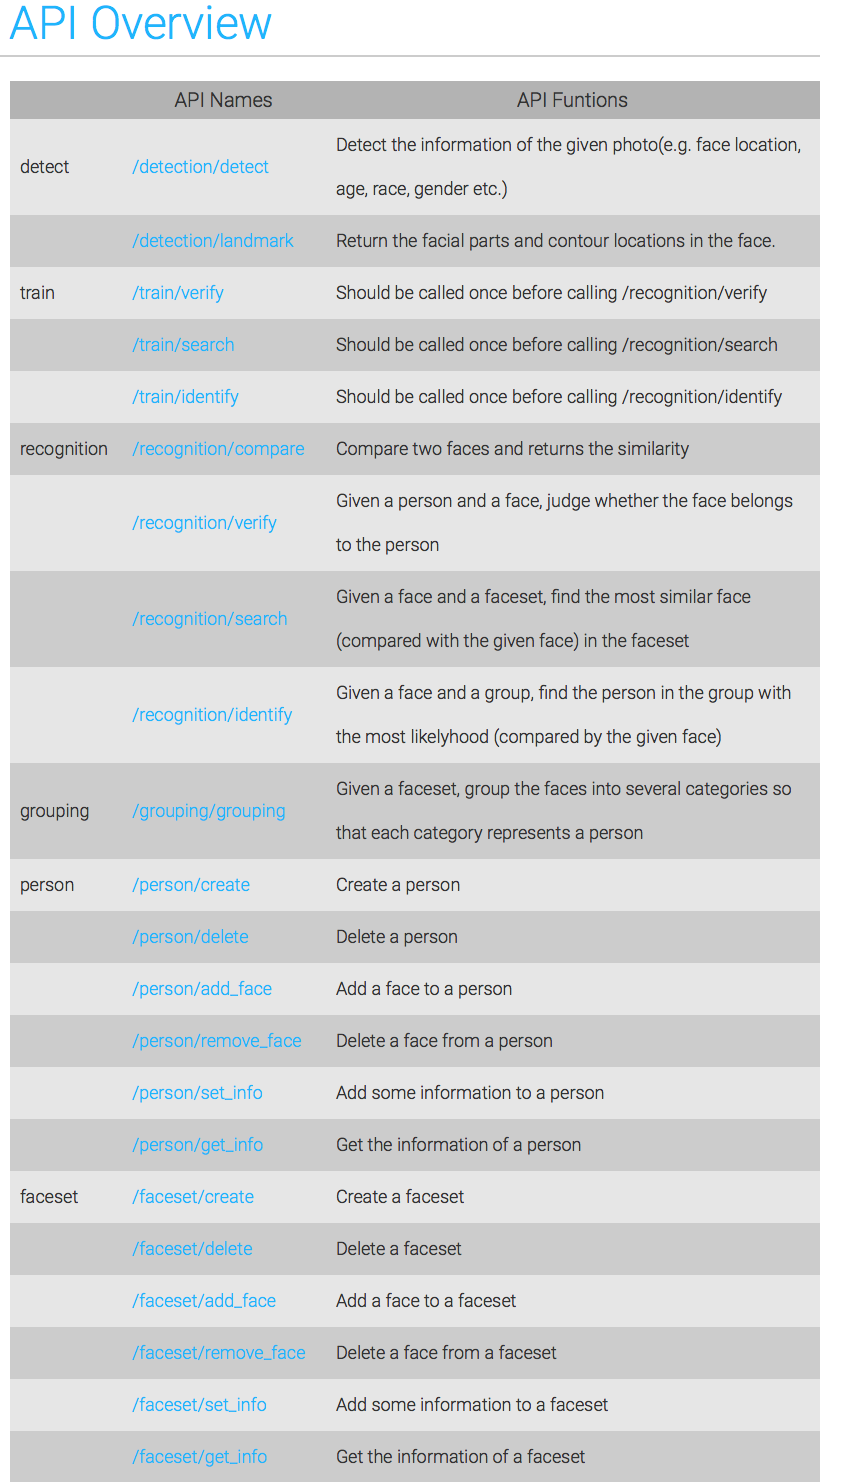 API Overview
API Names API Funtions
detect /detection/detect Detect the information of the given photo(e.g. face location,
age, race, gender etc.)
/detection/landmark Return the facial parts and contour locations in the face.
train /train/verify Should be called once before calling /recognition/verify
/train/search Should be called once before calling /recognition/search
/train/identify Should be called once before calling /recognition/identify
recognition /recognition/compare Compare two faces and returns the similarity
/recognition/verify Given a person and a face, judge whether the face belongs
to the person
/recognition/search Given a face and a faceset, find the most similar face
(compared with the given face) in the faceset
/recognition/identify Given a face and a group, find the person in the group with
the most likelyhood (compared by the given face)
grouping /grouping/grouping Given a faceset, group the faces into several categories so
that each category represents a person
person /person/create Create a person
/person/delete Delete a person
/person/add_face Add a face to a person
/person/remove_face Delete a face from a person
/person/set_info Add some information to a person
/person/get_info Get the information of a person
faceset /faceset/create Create a faceset
/faceset/delete Delete a faceset
/faceset/add_face Add a face to a faceset
/faceset/remove_face Delete a face from a faceset
/faceset/set_info Add some information to a faceset
/faceset/get_info Get the information of a faceset